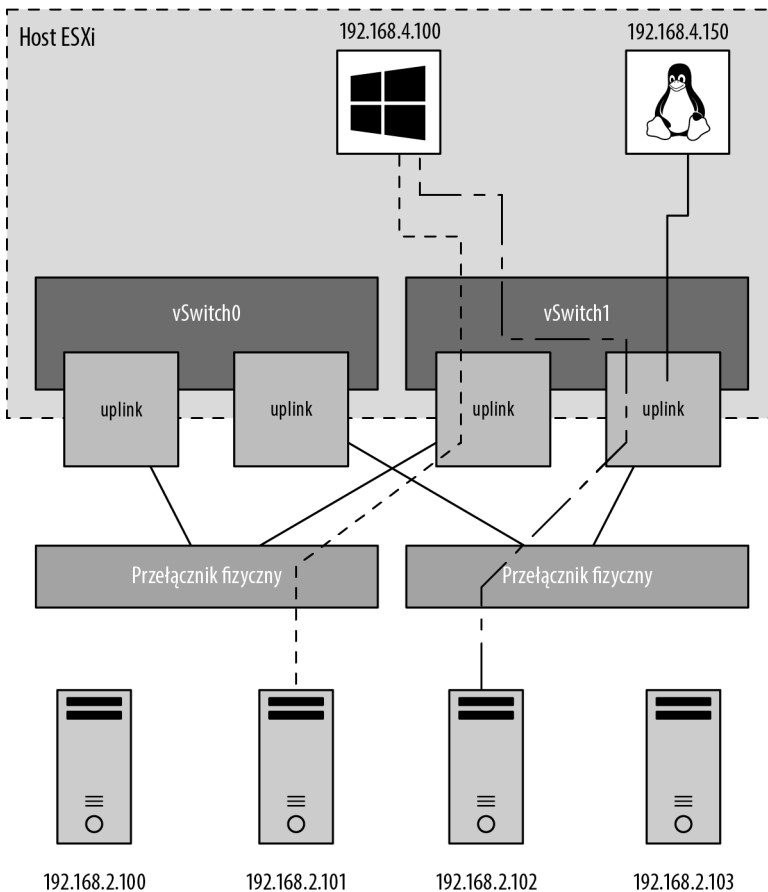 Host ESXi
192.168.4.100
192.168.4.150
vSwitch0
vSwitch1
uplink
uplink
uplink
uplink
Przełącznik fizyczny
Przełącznik fizyczny
192.168.2.100
192.168.2.101
192.168.2.102
192.168.2.103